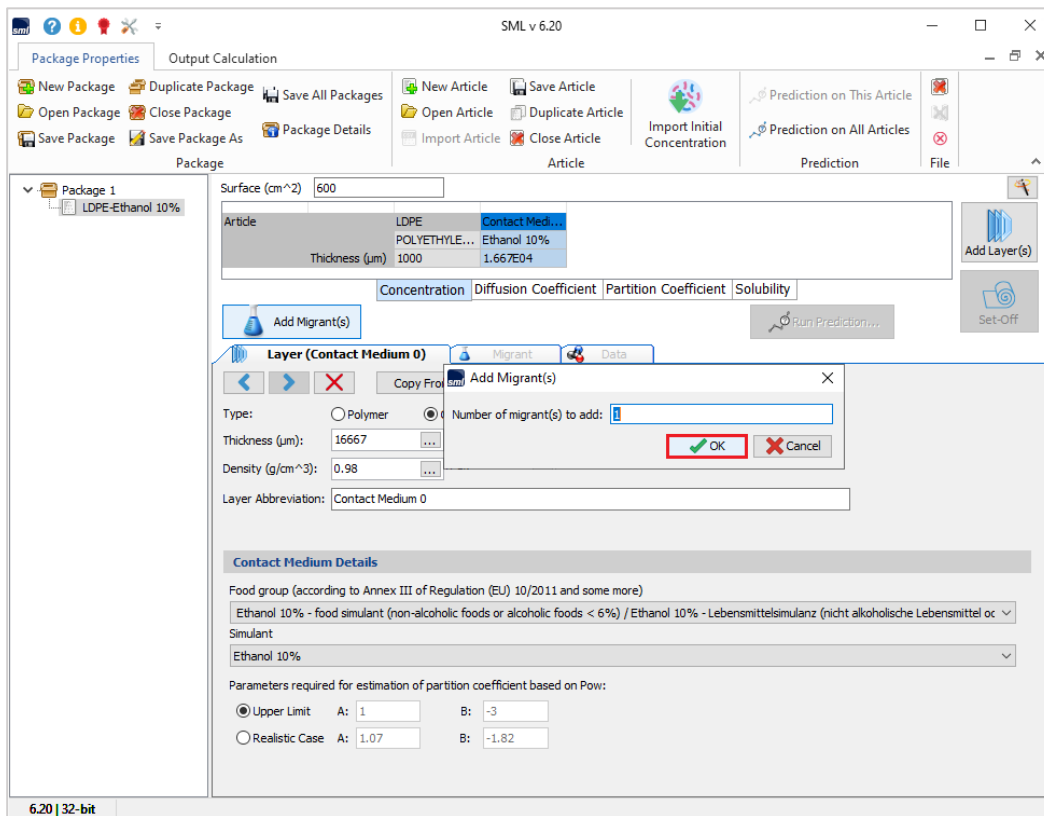 sml
SML v 6.20
Package Properties
Output Calculation
New Package
Duplicate Package
Save All Packages
Open Package
Close Package
Package Details
Save Package
Save Package As
Package
New Article
Save Article
Open Article
Duplicate Article
Import Article
Close Article
Import Initial
Concentration
Article
Prediction on This Article
Prediction on All Articles
Prediction
File
Package 1
LDPE-Ethanol 10%
Surface (cm^2)
600
Article
LDPE
Contact Medi...
POLYETHYLE...
Ethanol 10%
Thickness (µm)
1000
1.667E04
Add Layer(s)
Set-Off
Concentration
Diffusion Coefficient
Partition Coefficient
Solubility
Add Migrant(s)
Run Prediction...
Layer (Contact Medium 0)
Migrant
Data
Copy Fro
sml
Add Migrant(s)
Number of migrant(s) to add:
1
OK
Cancel
Type:
Polymer
Thickness (µm):
16667
...
Density (g/cm^3):
0.98
...
Layer Abbreviation:
Contact Medium 0
Contact Medium Details
Food group (according to Annex III of Regulation (EU) 10/2011 and some more)
Ethanol 10% - food simulant (non-alcoholic foods or alcoholic foods < 6%) / Ethanol 10% - Lebensmittelsimulanz (nicht alkoholische Lebensmittel oc
Simulant
Ethanol 10%
Parameters required for estimation of partition coefficient based on Pow:
Upper Limit
A:
1
B:
-3
Realistic Case
A:
1.07
B:
-1.82
6.20 | 32-bit